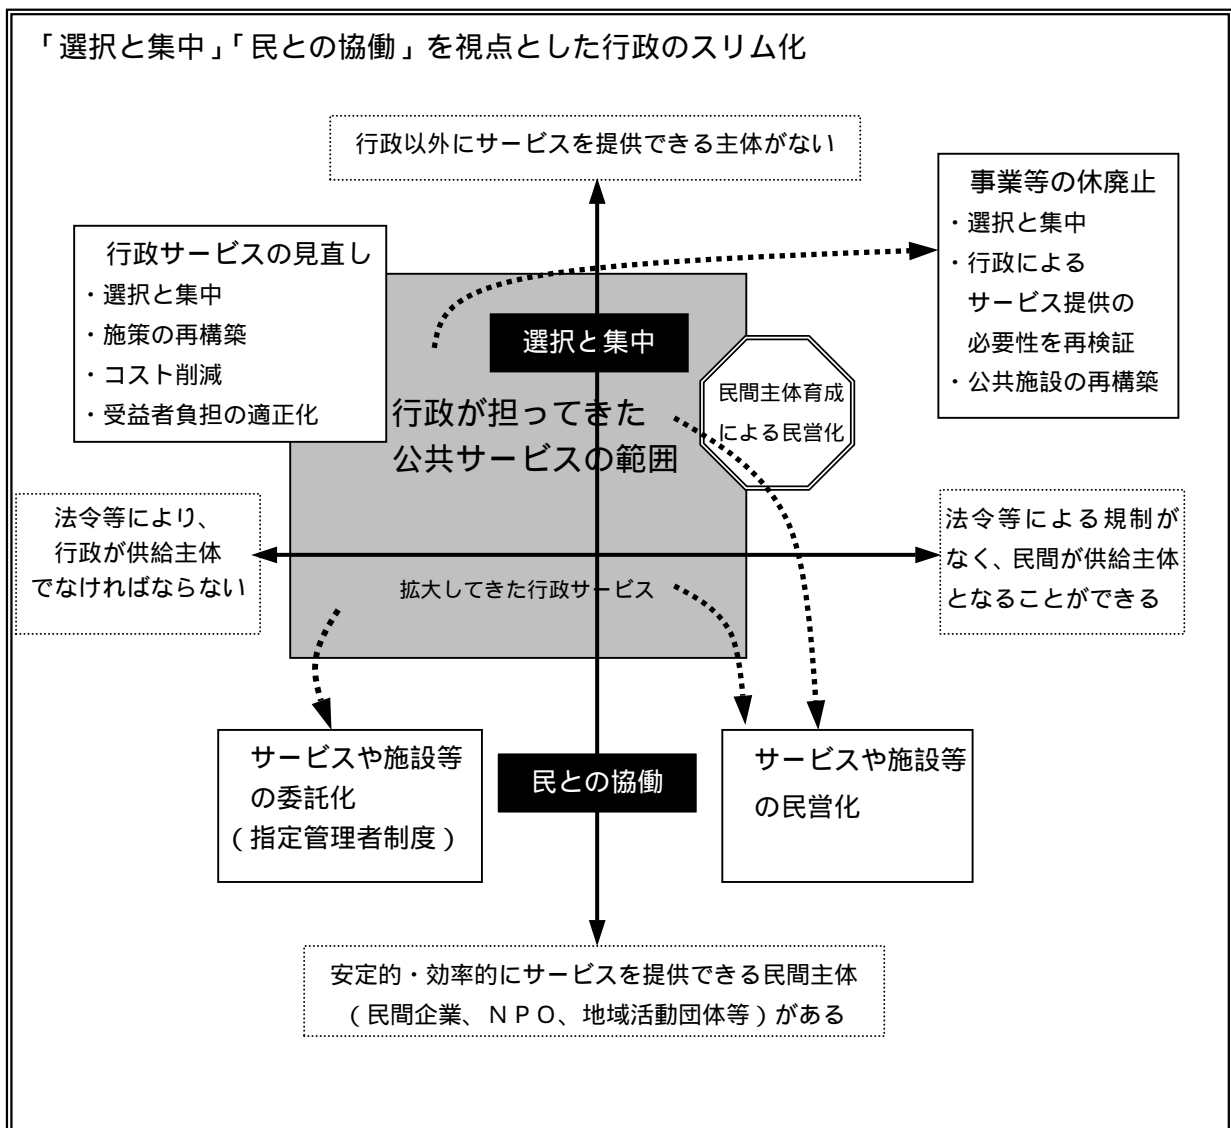 「選択と集中」「民との協働」を視点とした行政のスリム化
行政以外にサービスを提供できる主体がない
行政サービスの見直し
・選択と集中
・施策の再構築
・コスト削減
・受益者負担の適正化
事業等の休廃止
・選択と集中
・行政による
サービス提供の
必要性を再検証
・公共施設の再構築
選択と集中
民間主体育成
による民営化
行政が担ってきた
公共サービスの範囲
法令等により、
行政が供給主体
でなければならない
法令等による規制が
なく、民間が供給主体
となることができる
拡大してきた行政サービス
サービスや施設等
の委託化
（指定管理者制度）
民との協働
サービスや施設等
の民営化
安定的・効率的にサービスを提供できる民間主体
（民間企業、ＮＰＯ、地域活動団体等）がある